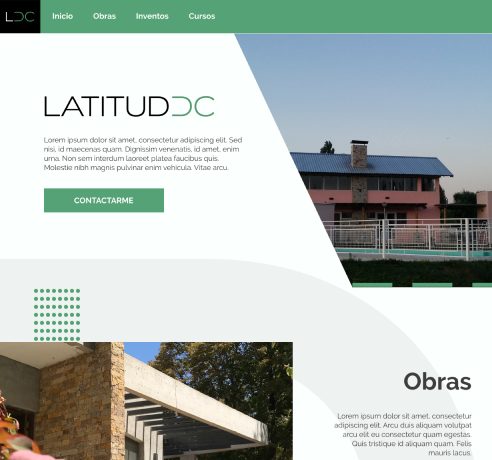 LDC
Inicio
Obras
Inventos
Cursos
LATITUDDC
Lorem ipsum dolor sit amet, consectetur adipiscing elit. Sed
nisi, id maecenas quam. Dignissim venenatis, id amet, enim
urna. Non sem interdum laoreet platea faucibus quis.
Molestie nibh magnis pulvinar enim vehicula. Vitae arcu.
CONTACTARME
Obras
Lorem ipsum dolor sit amet, consectetur
adipiscing elit. Arcu duis aliquam volutpat
arcu elit eu consectetur quam egestas.
Quis tristique id aliquam quam. Felis
mauris lacus.